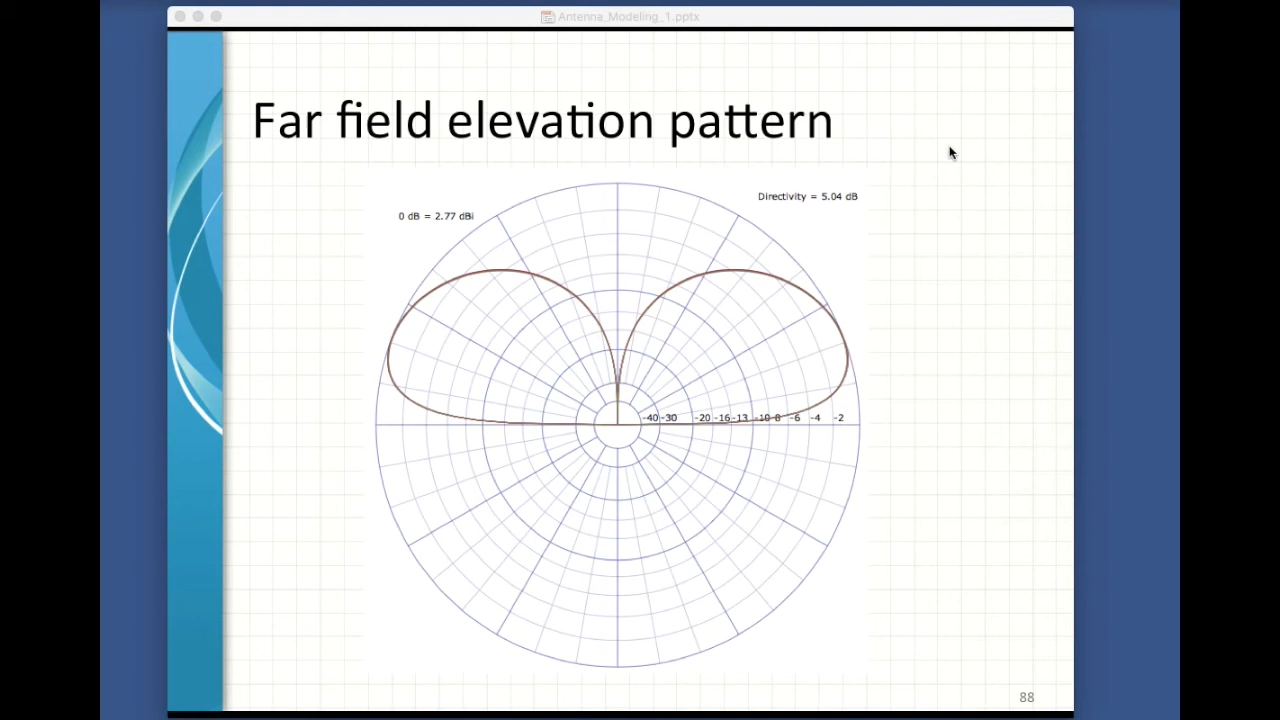 Antenna_Modeling_1.pptx
Far field elevation pattern
Directivity = 5.04 dB
0 dB = 2.77 dBi
-40 -30 -20 -16 -13 -10 -8 -6 -4 -2
88